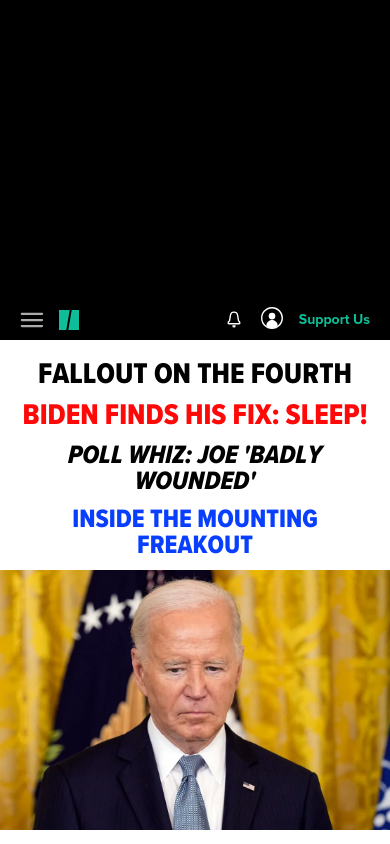 Support Us
FALLOUT ON THE FOURTH
BIDEN FINDS HIS FIX: SLEEP!
POLL WHIZ: JOE 'BADLY
WOUNDED'
INSIDE THE MOUNTING
FREAKOUT